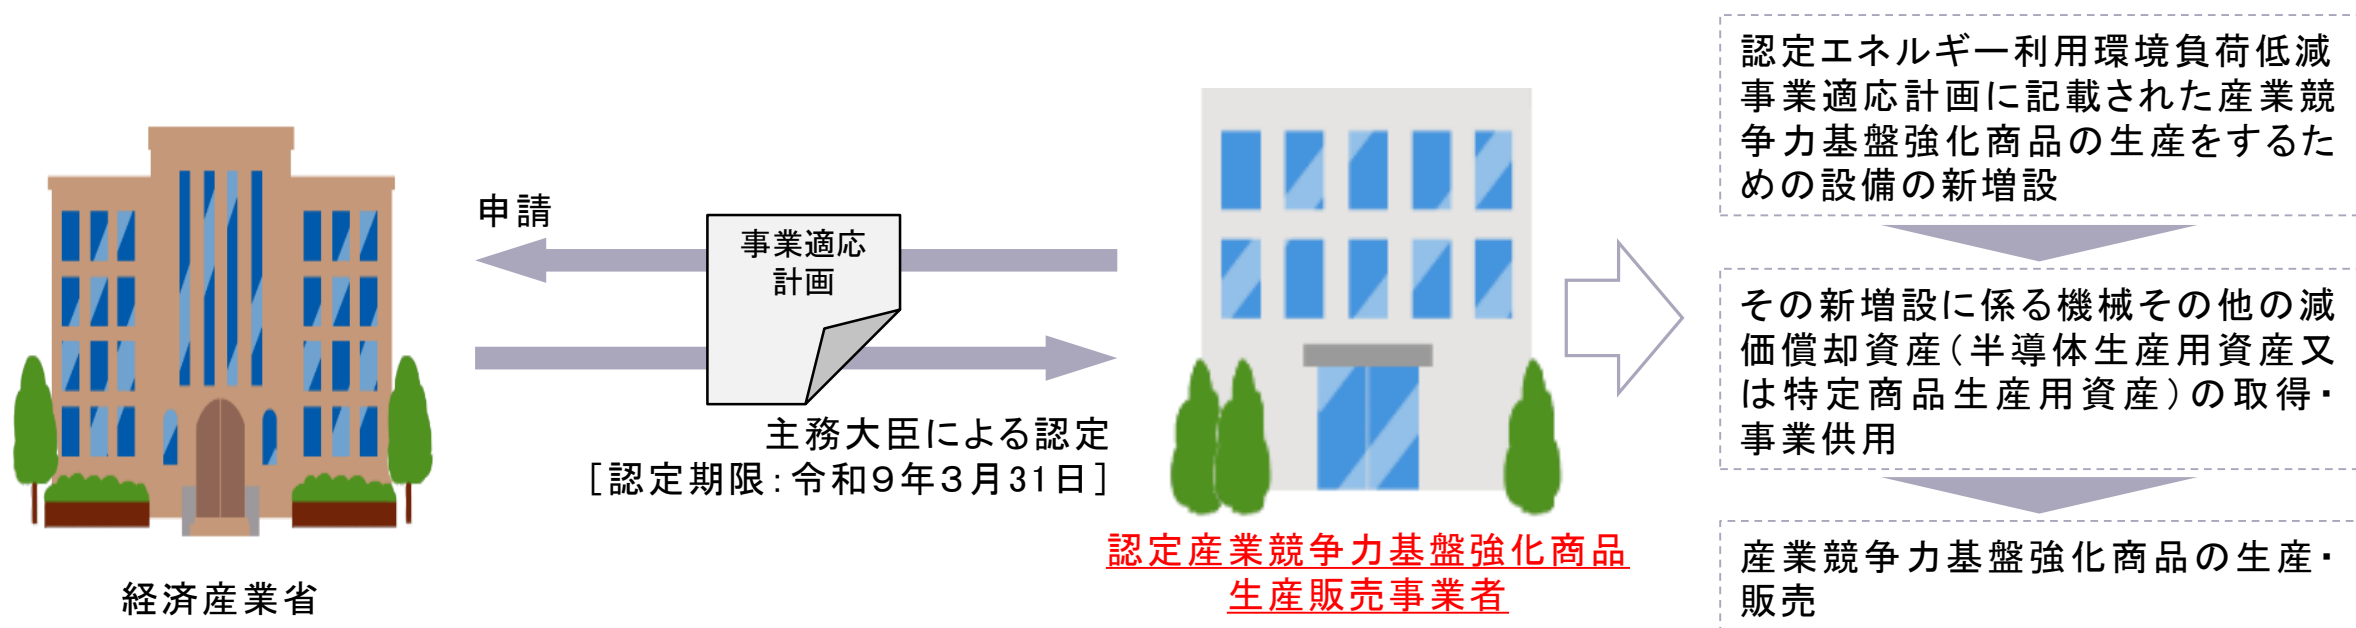 経済産業省
申請
事業適応
計画
主務大臣による認定
［認定期限：令和９年３月31日］
認定産業競争力基盤強化商品
生産販売事業者
認定エネルギー利用環境負荷低減
事業適応計画に記載された産業競
争力基盤強化商品の生産をするた
めの設備の新増設
その新増設に係る機械その他の減
価償却資産（半導体生産用資産又
は特定商品生産用資産）の取得・
事業供用
産業競争力基盤強化商品の生産・
販売